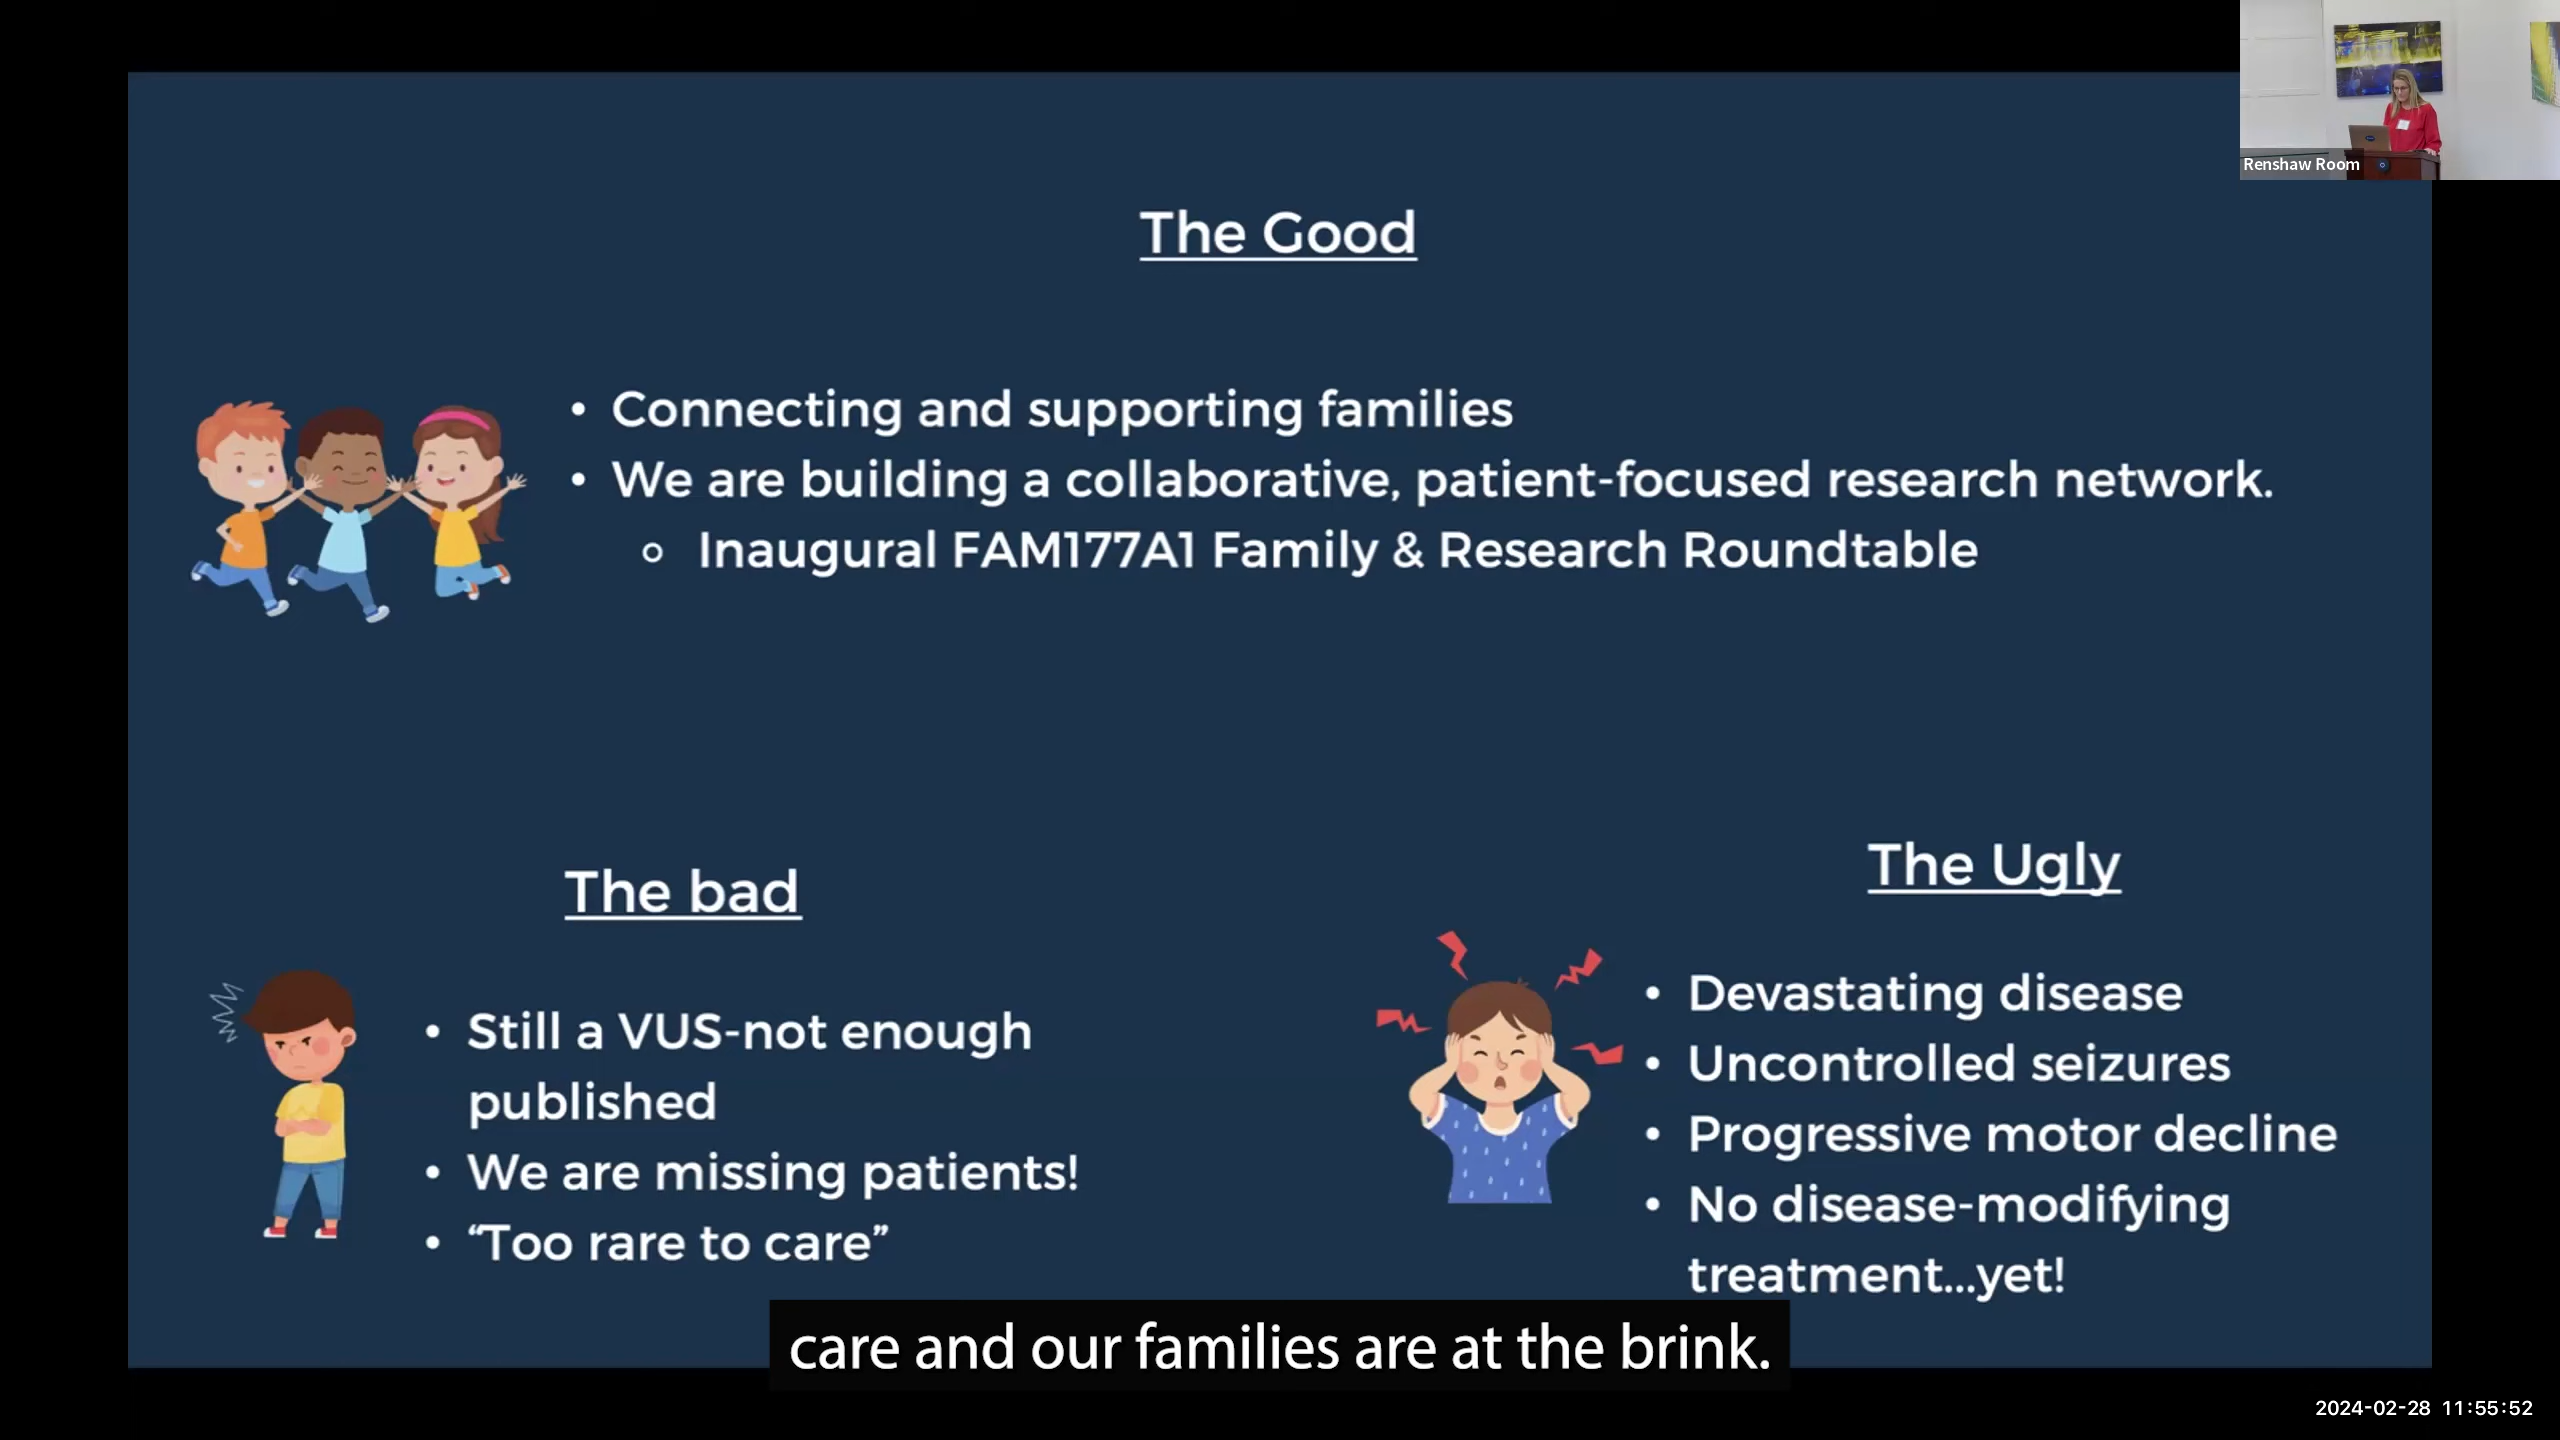 Renshaw Room
The Good
• Connecting and supporting families
• We are building a collaborative, patient-focused research network.
◦ Inaugural FAM177A1 Family & Research Roundtable
The bad
• Still a VUS-not enough
published
• We are missing patients!
• “Too rare to care”
The Ugly
• Devastating disease
• Uncontrolled seizures
• Progressive motor decline
• No disease-modifying
treatment...yet!
care and our families are at the brink.
2024-02-28 11:55:52